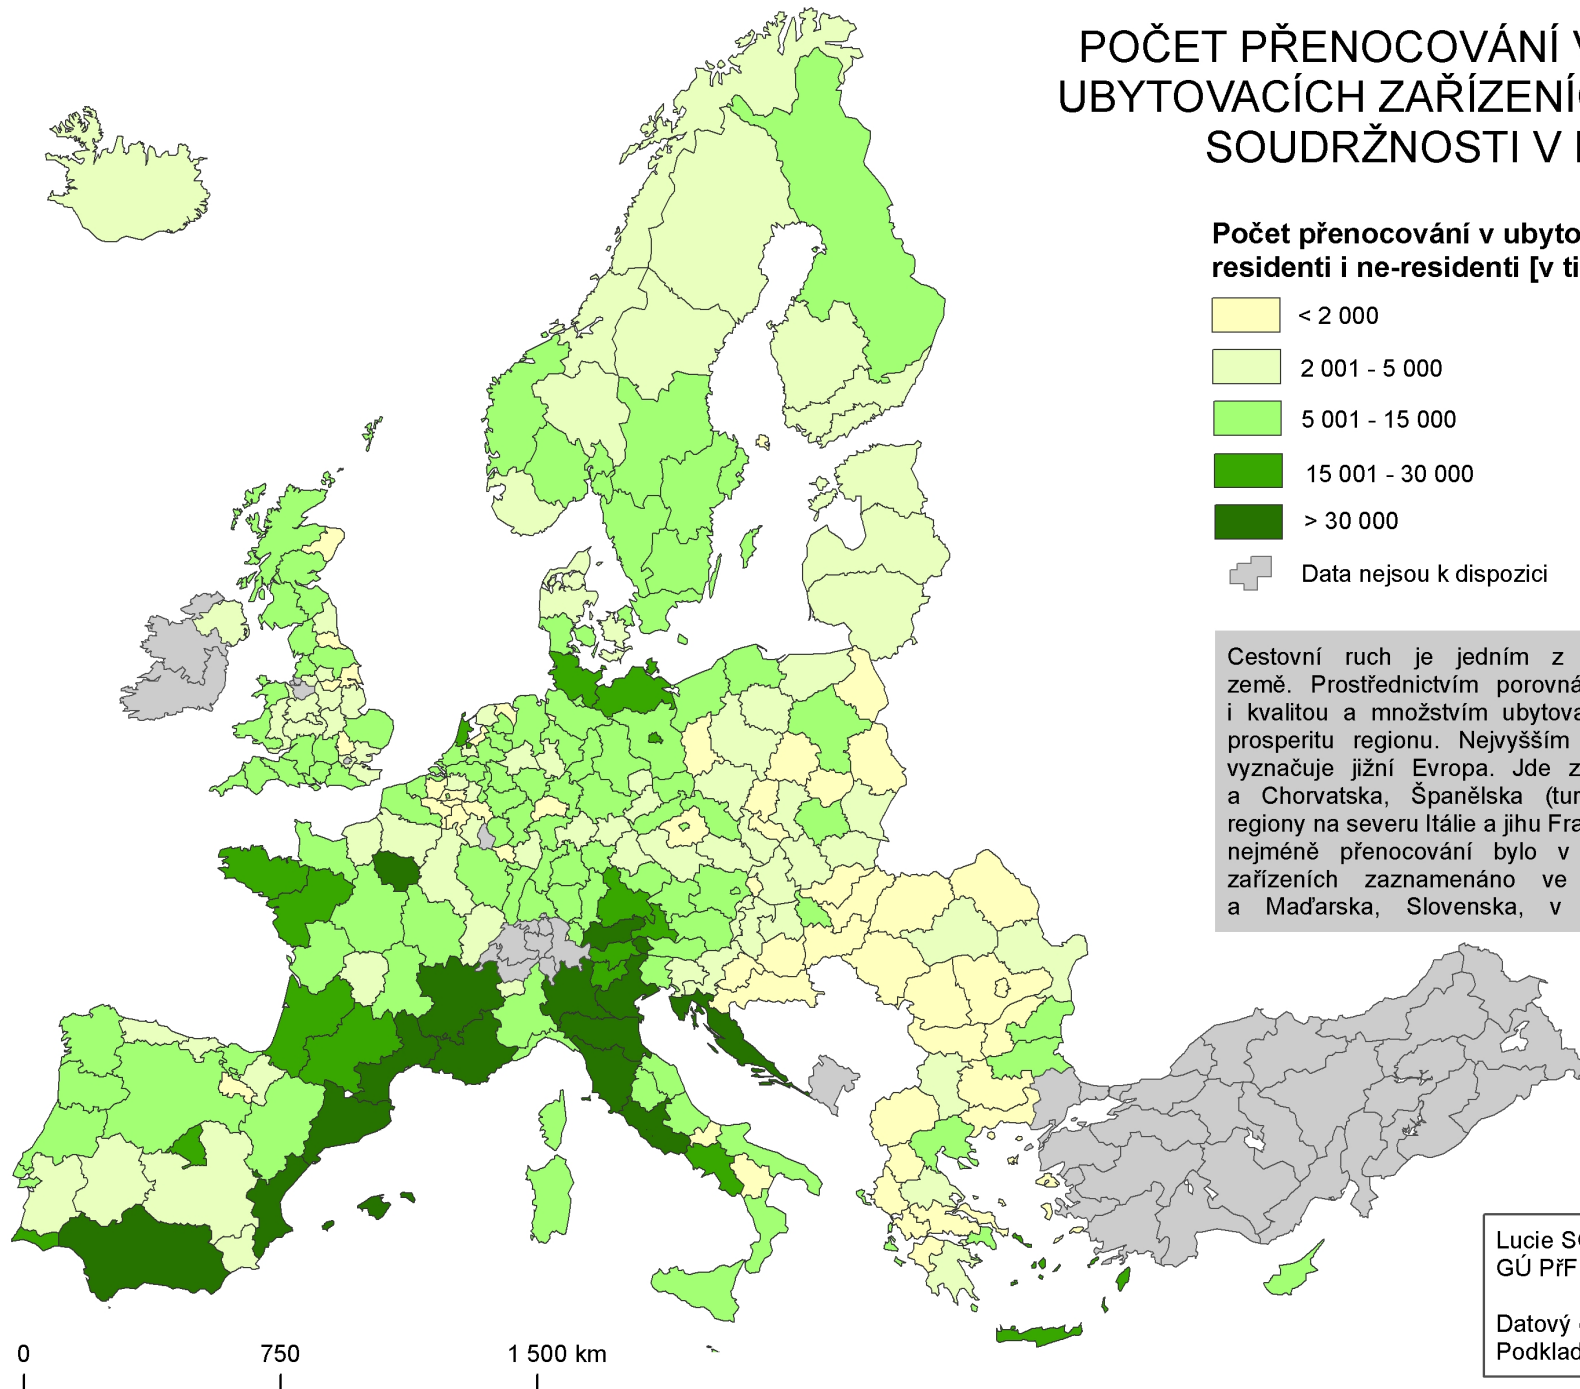 POČET PŘENOCOVÁNÍ V
UBYTOVACÍCH ZAŘÍZENÍC
SOUDRŽNOSTI V
Počet přenocování v ubyto
residenti i ne-residenti [v ti
< 2 000
2 001 - 5 000
5 001 - 15 000
15 001 - 30 000
> 30 000
Data nejsou k dispozici
Cestovní ruch je jedním z
země. Prostřednictvím porovná
i kvalitou a množstvím ubytova
prosperitu regionu. Nejvyšším
vyznačuje jižní Evropa. Jde z
a Chorvatska, Španělska (tur
regiony na severu Itálie a jihu Fra
nejméně přenocování bylo v
zařízeních zaznamenáno ve
a Maďarska, Slovenska, v
Lucie S
GÚ PřF
Datový
Podklad
0 750 1 500 km